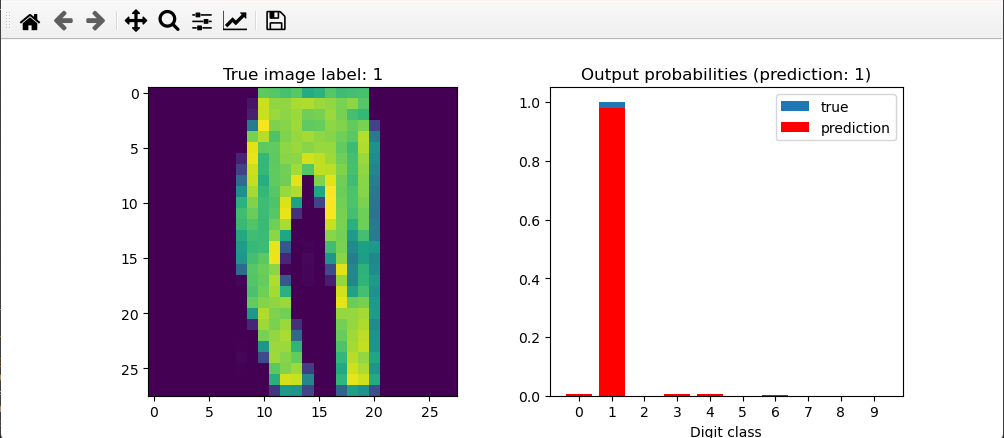 True image label: 1
0
5
10
15
20
25
0 5 10 15 20 25
Output probabilities (prediction: 1)
true
prediction
1.0
0.8
0.6
0.4
0.2
0.0
0 1 2 3 4 5 6 7 8 9
Digit class